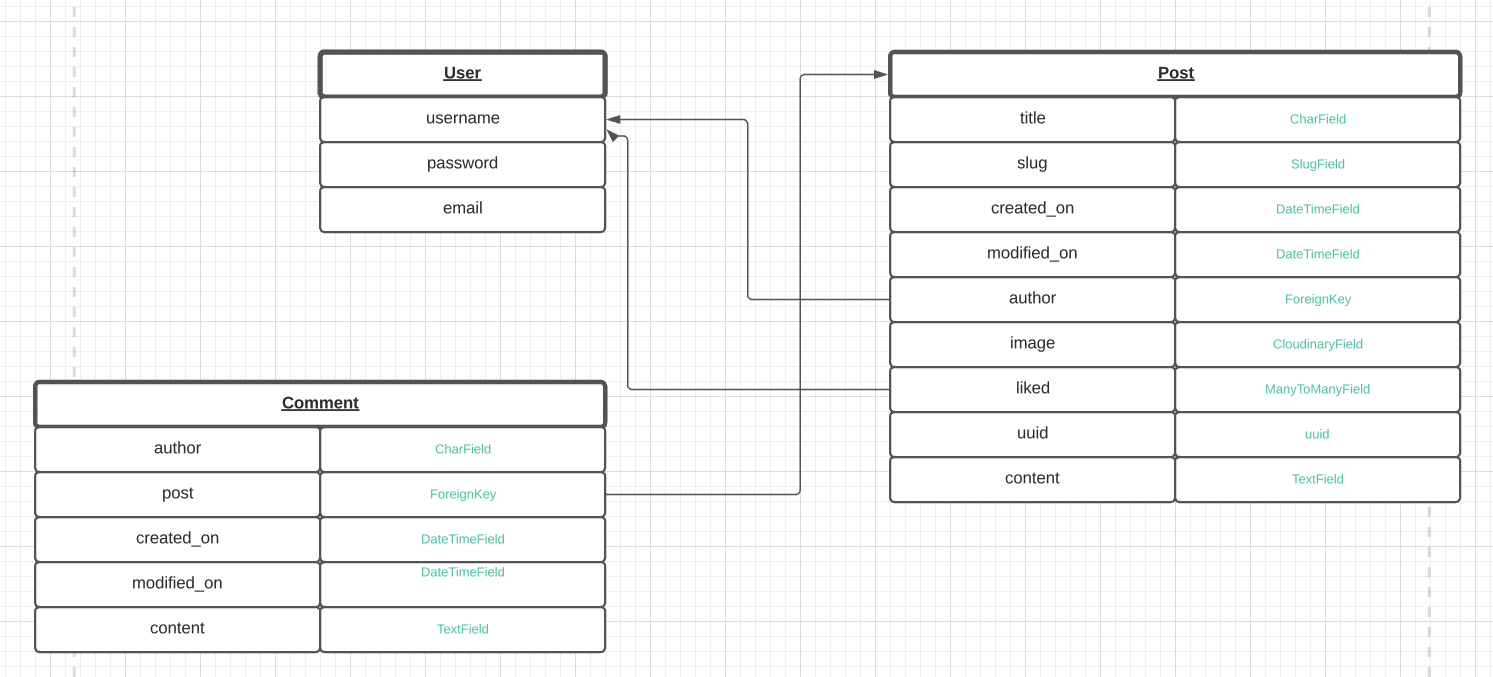 User
username
password
email
Post
title CharField
slug SlugField
created_on DateTimeField
modified_on DateTimeField
author ForeignKey
image CloudinaryField
liked ManyToManyField
uuid uuid
content TextField
Comment
author CharField
post ForeignKey
created_on DateTimeField
modified_on DateTimeField
content TextField